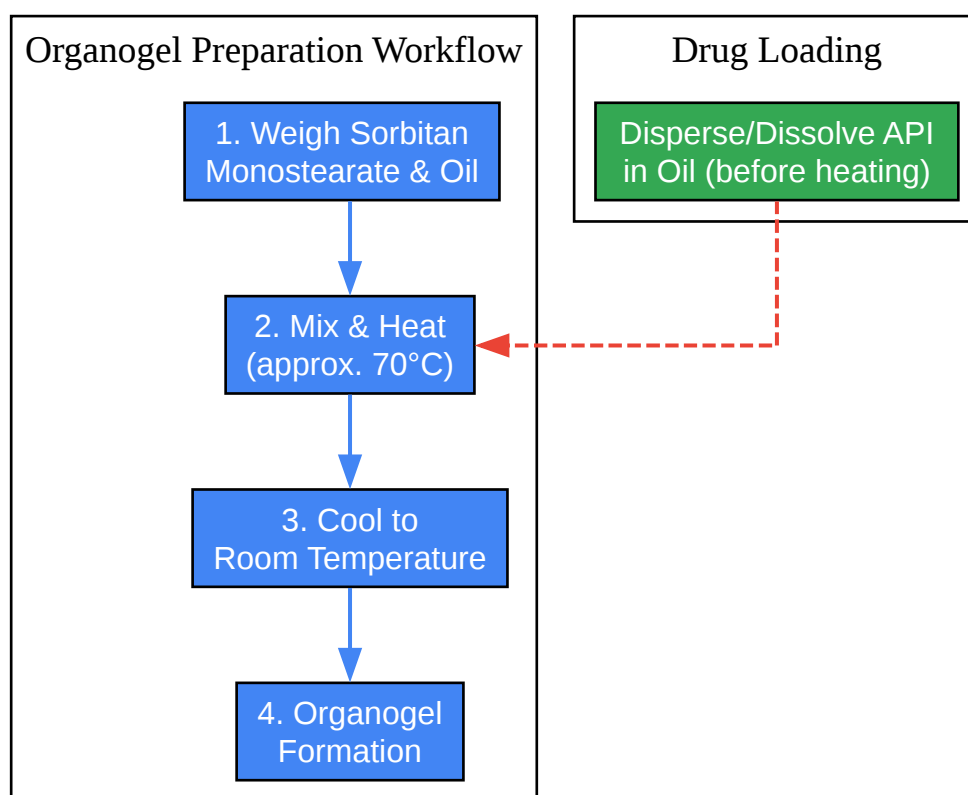 Organogel Preparation Workflow
1. Weigh Sorbitan
Monostearate & Oil
2. Mix & Heat
(approx. 70°C)
3. Cool to
Room Temperature
4. Organogel
Formation
Drug Loading
Disperse/Dissolve API
in Oil (before heating)